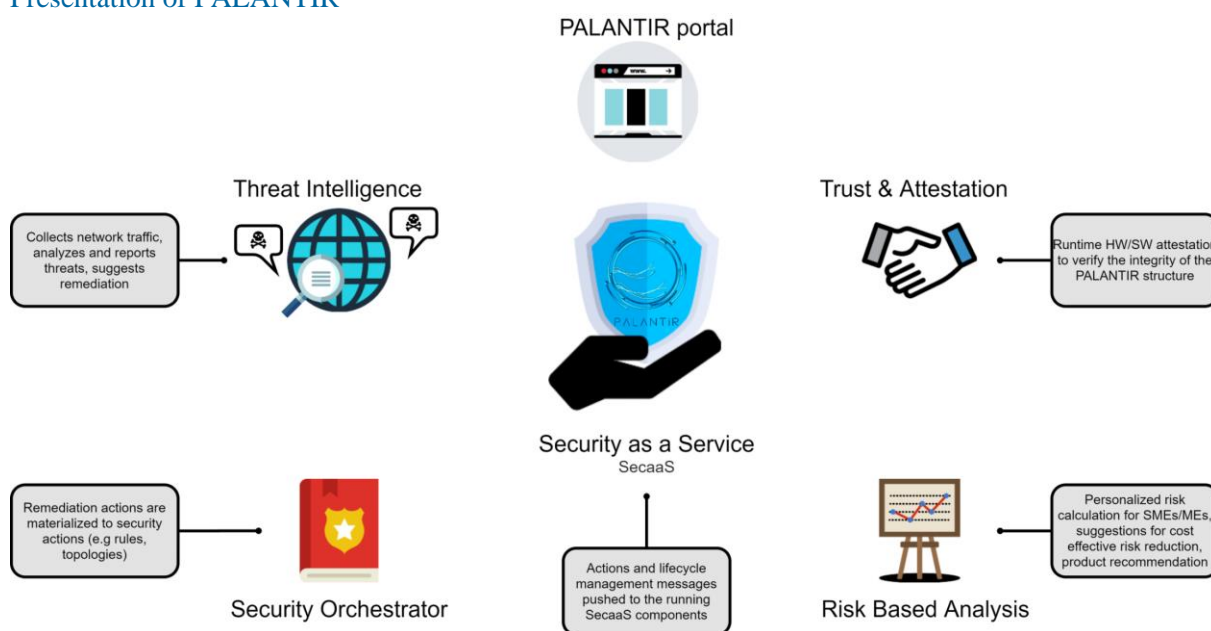 Presentation of PALANTIR
PALANTIR portal
www.
Threat Intelligence
Collects network traffic,
analyzes and reports
threats, suggests
remediation
PALANTIR
Trust & Attestation
Runtime HW/SW attestation
to verify the integrity of the
PALANTIR structure
Security as a Service
SecaaS
Remediation actions are
materialized to security
actions (e.g rules,
topologies)
Security Orchestrator
Actions and lifecycle
management messages
pushed to the running
SecaaS components
Risk Based Analysis
Personalized risk
calculation for SMEs/MEs,
suggestions for cost
effective risk reduction,
product recommendation